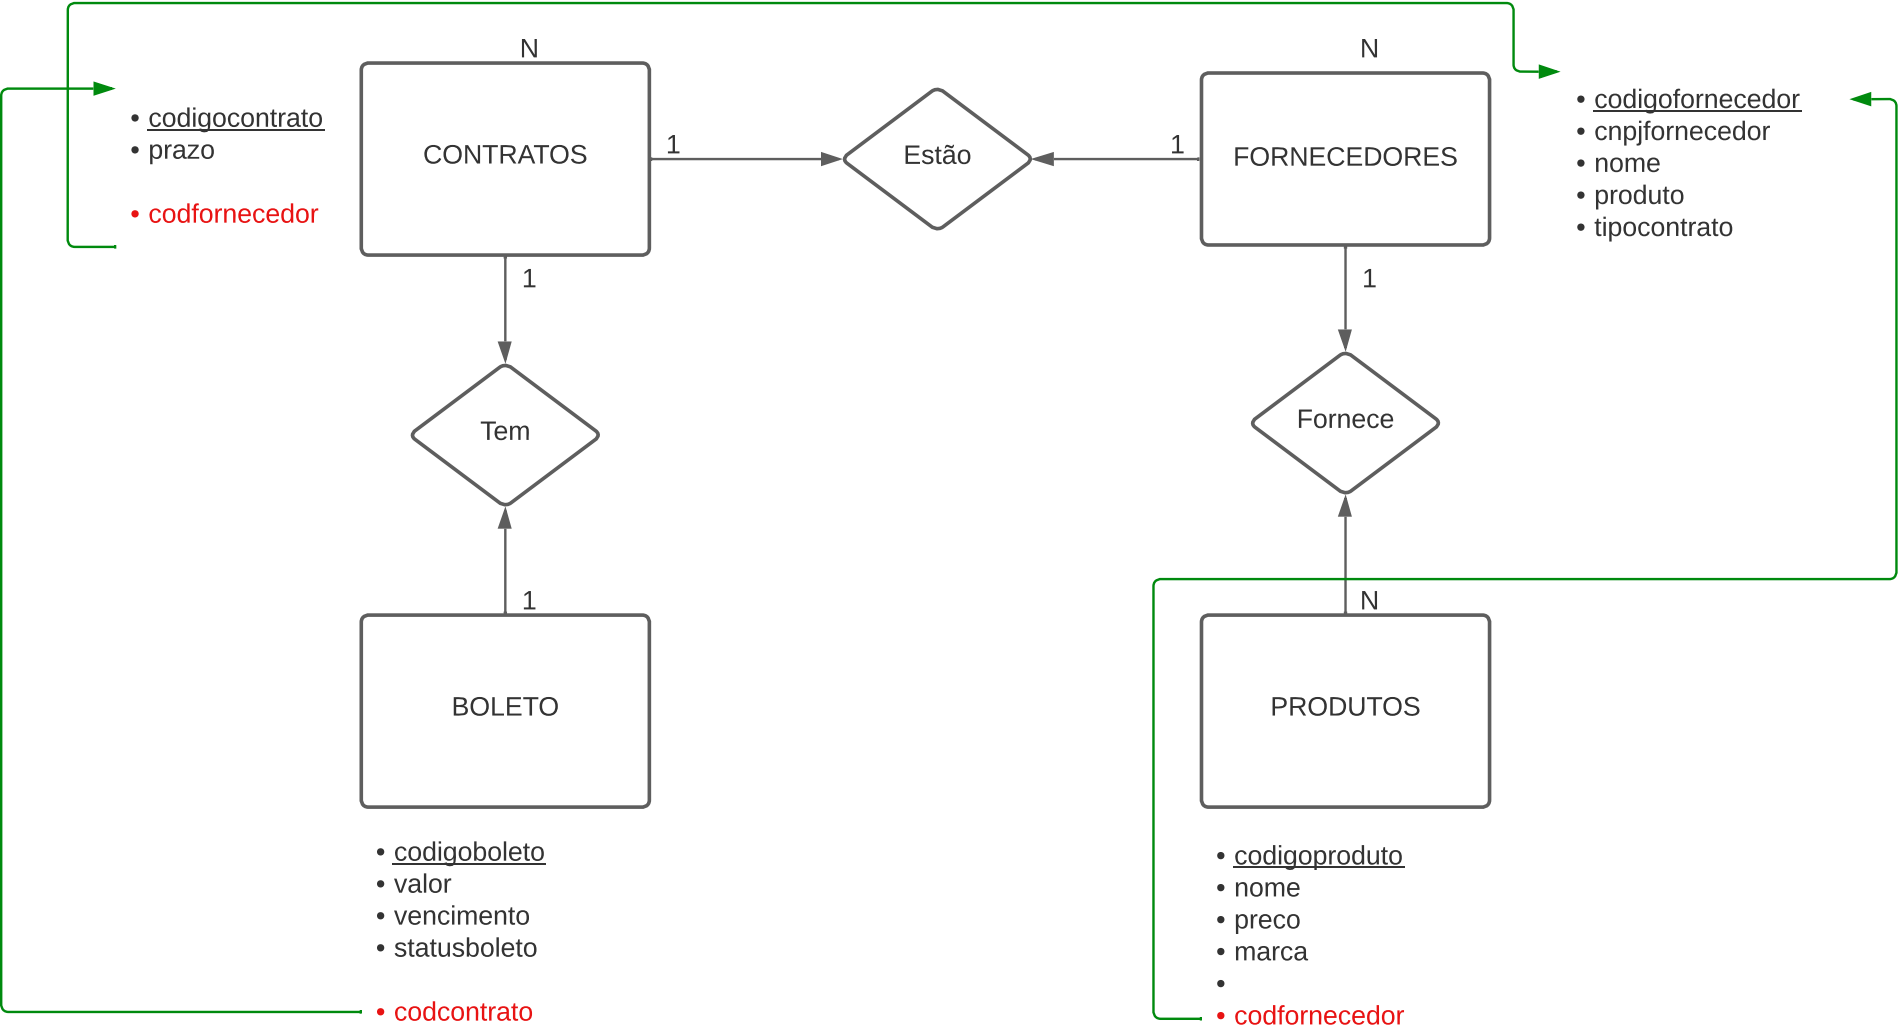 N
N
• codigocontrato
• prazo
• codfornecedor
CONTRATOS
1
Estão
1
FORNECEDORES
• codigofornecedor
• cnpjfornecedor
• nome
• produto
• tipocontrato
1
1
Tem
Fornece
1
N
BOLETO
PRODUTOS
• codigoboleto
• valor
• vencimento
• statusboleto
• codcontrato
• codigoproduto
• nome
• preco
• marca
•
• codfornecedor